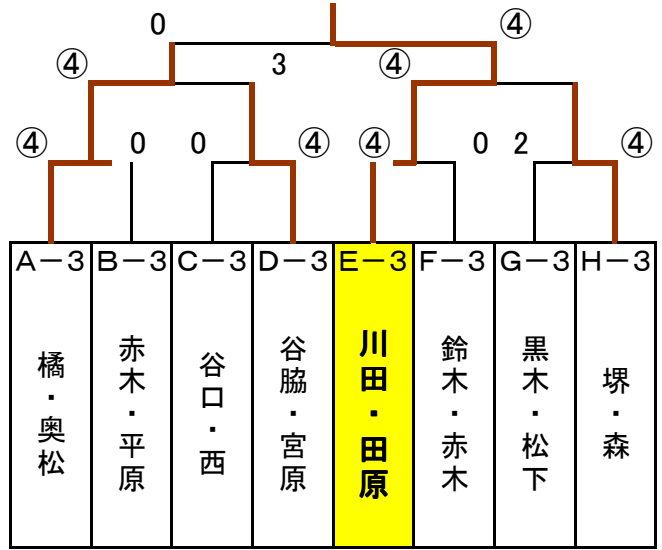 0 ④
④ 3 ④
④ 0 0 ④ ④ 0 2 ④
A－3 B－3 C－3 D－3 E－3 F－3 G－3 H－3
橘・奥松
赤木・平原
谷口・西
谷脇・宮原
川田・田原
鈴木・赤木
黒木・松下
堺・森